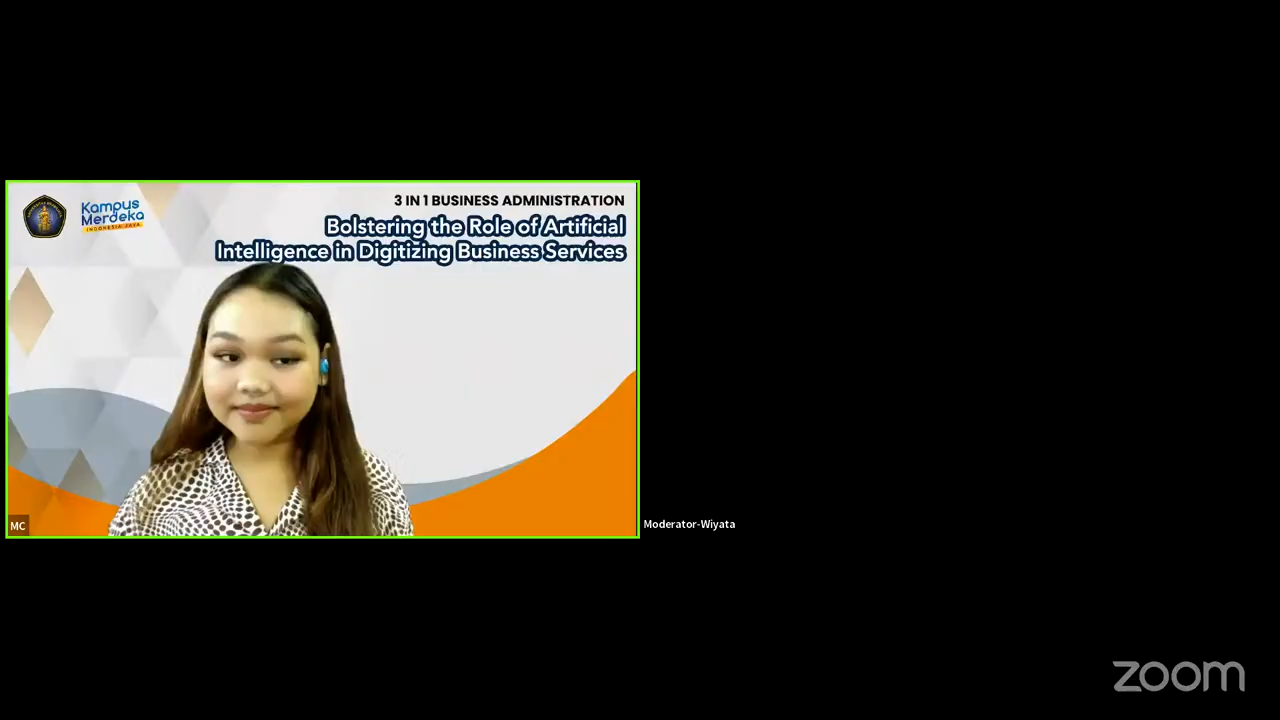 Kampus
Merdeka
INDONESIA JAYA
3 IN 1 BUSINESS ADMINISTRATION
Bolstering the Role of Artificial
Intelligence in Digitizing Business Services
MC
Moderator-Wiyata
zoom